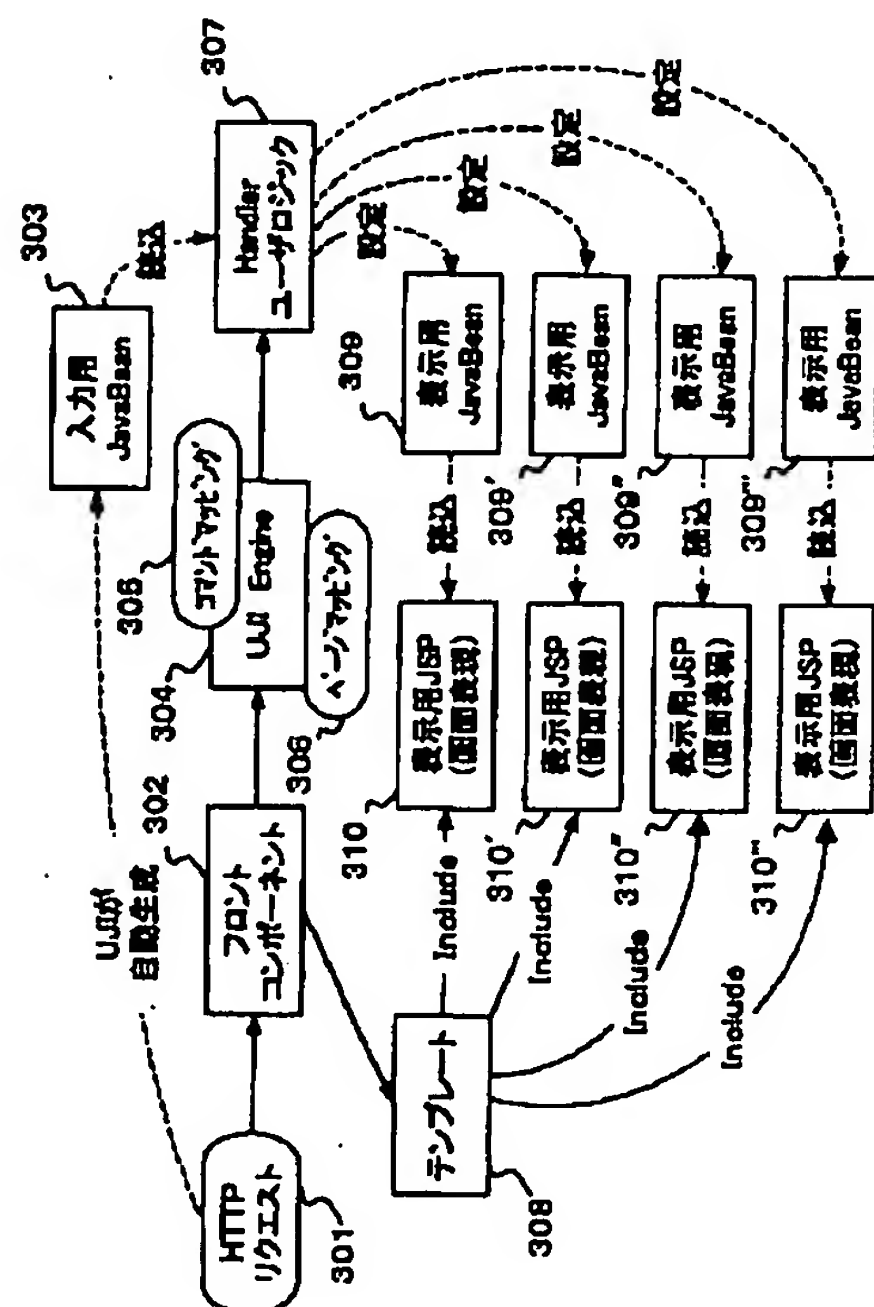 HTTP
リクエスト
301
UJIが
自動生成
302
フロント
コンポーネント
304
UJI Engine
305
コマンドマッピング
306
ページマッピング
303
入力用
JavaBean
読込
307
Handler
ユーザロジック
設定
設定
設定
設定
309
表示用
JavaBean
309'
表示用
JavaBean
309"
表示用
JavaBean
309'''
表示用
JavaBean
読込
読込
読込
読込
310
表示用JSP
(画面表現)
310'
表示用JSP
(画面表現)
310"
表示用JSP
(画面表現)
310'''
表示用JSP
(画面表現)
Include
Include
Include
Include
テンプレート
308